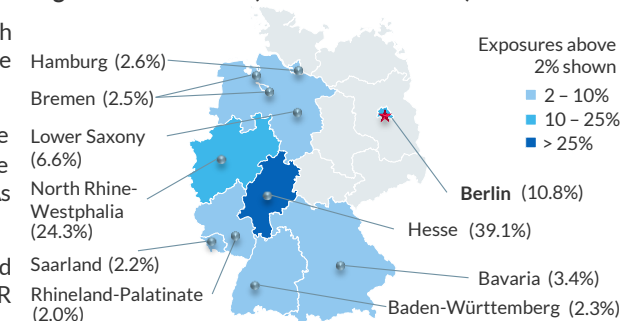 Hamburg (2.6%)
Bremen (2.5%)
Lower Saxony
(6.6%)
North Rhine-
Westphalia
(24.3%)
Saarland (2.2%)
Rhineland-Palatinate
(2.0%)
Exposures above
2% shown
2 – 10%
10 – 25%
> 25%
Berlin (10.8%)
Hesse (39.1%)
Bavaria (3.4%)
Baden-Württemberg (2.3%)